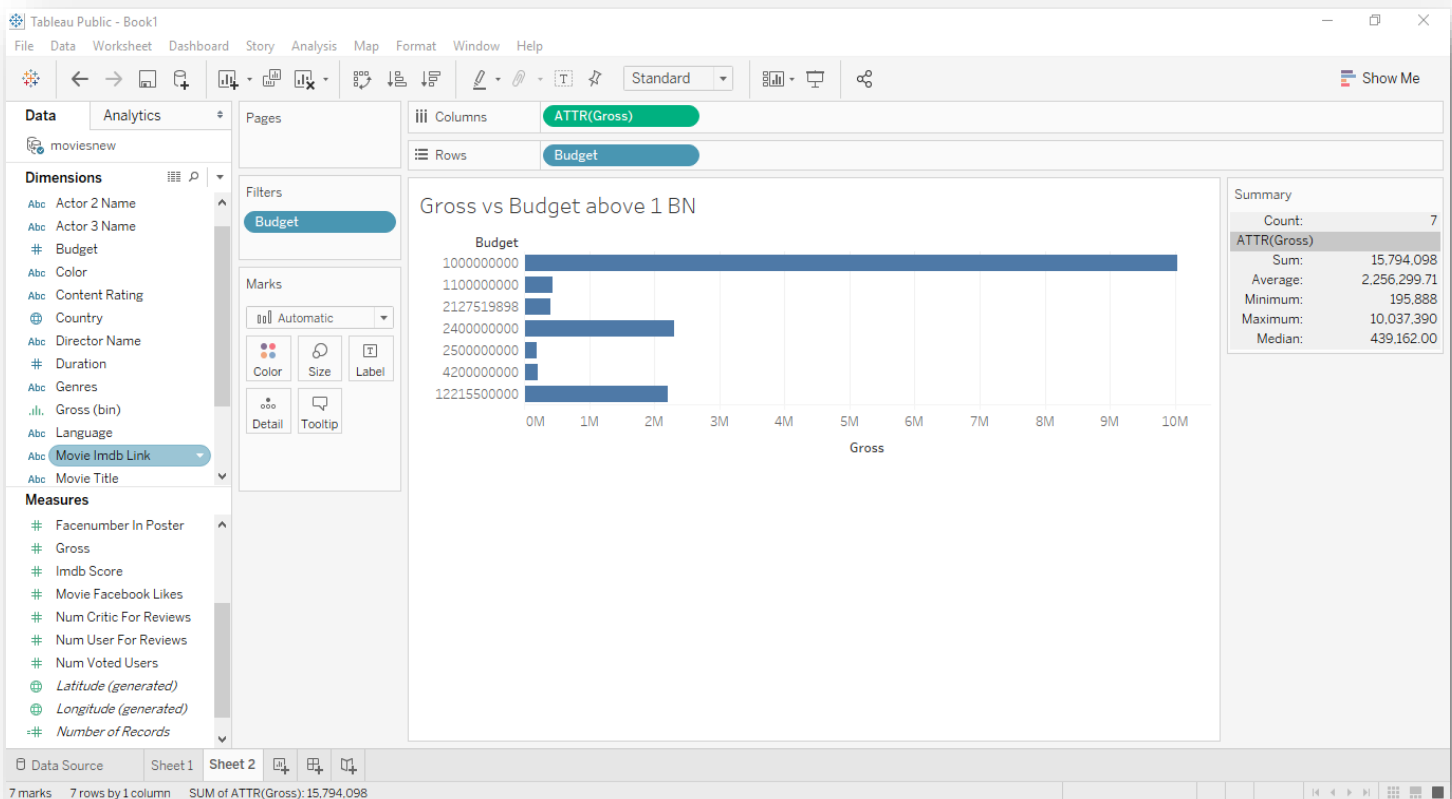 Tableau Public - Book1
File Data Worksheet Dashboard Story Analysis Map Format Window Help
Standard
Show Me
Data Analytics
moviesnew
Dimensions
Abc Actor 2 Name
Abc Actor 3 Name
# Budget
Abc Color
Abc Content Rating
Country
Abc Director Name
# Duration
Abc Genres
Gross (bin)
Abc Language
Abc Movie Imdb Link
Abc Movie Title
Measures
# Facenumber In Poster
# Gross
# Imdb Score
# Movie Facebook Likes
# Num Critic For Reviews
# Num User For Reviews
# Num Voted Users
Latitude (generated)
Longitude (generated)
=# Number of Records
Pages
Filters
Budget
Marks
Automatic
Color Size Label
Detail Tooltip
iii Columns ATTR(Gross)
Rows Budget
Gross vs Budget above 1 BN
Budget
1000000000
1100000000
2127519898
2400000000
2500000000
4200000000
12215500000
0M 1M 2M 3M 4M 5M 6M 7M 8M 9M 10M
Gross
Summary
Count: 7
ATTR(Gross)
Sum: 15,794,098
Average: 2,256,299.71
Minimum: 195,888
Maximum: 10,037,390
Median: 439,162.00
Data Source Sheet 1 Sheet 2
7 marks 7 rows by 1 column SUM of ATTR(Gross): 15,794,098